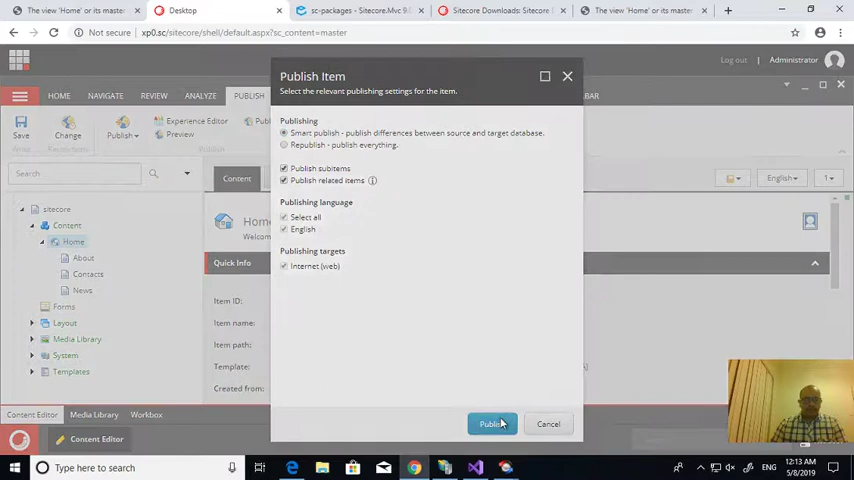 The view 'Home' or its master
Desktop
sc-packages - Sitecore.Mvc 9.0
Sitecore Downloads: Sitecore
The view 'Home' or its master
Not secure xp0.sc/sitecore/shell/default.aspx?sc_content=master
Log out Administrator
HOME NAVIGATE REVIEW ANALYZE PUBLISH
BAR
Save Change Publish Experience Editor
Preview
Search
Content
English 1
sitecore
Content
Home
About
Contacts
News
Forms
Layout
Media Library
System
Templates
Quick Info
Item ID:
Item name:
Item path:
Template:
Created from:
Publish Item
Select the relevant publishing settings for the item.
Publishing
Smart publish - publish differences between source and target database.
Republish - publish everything.
Publish subitems
Publish related items
Publishing language
Select all
English
Publishing targets
Internet (web)
Publish Cancel
Content Editor Media Library Workbox
Content Editor
Type here to search
ENG
12:13 AM
5/8/2019